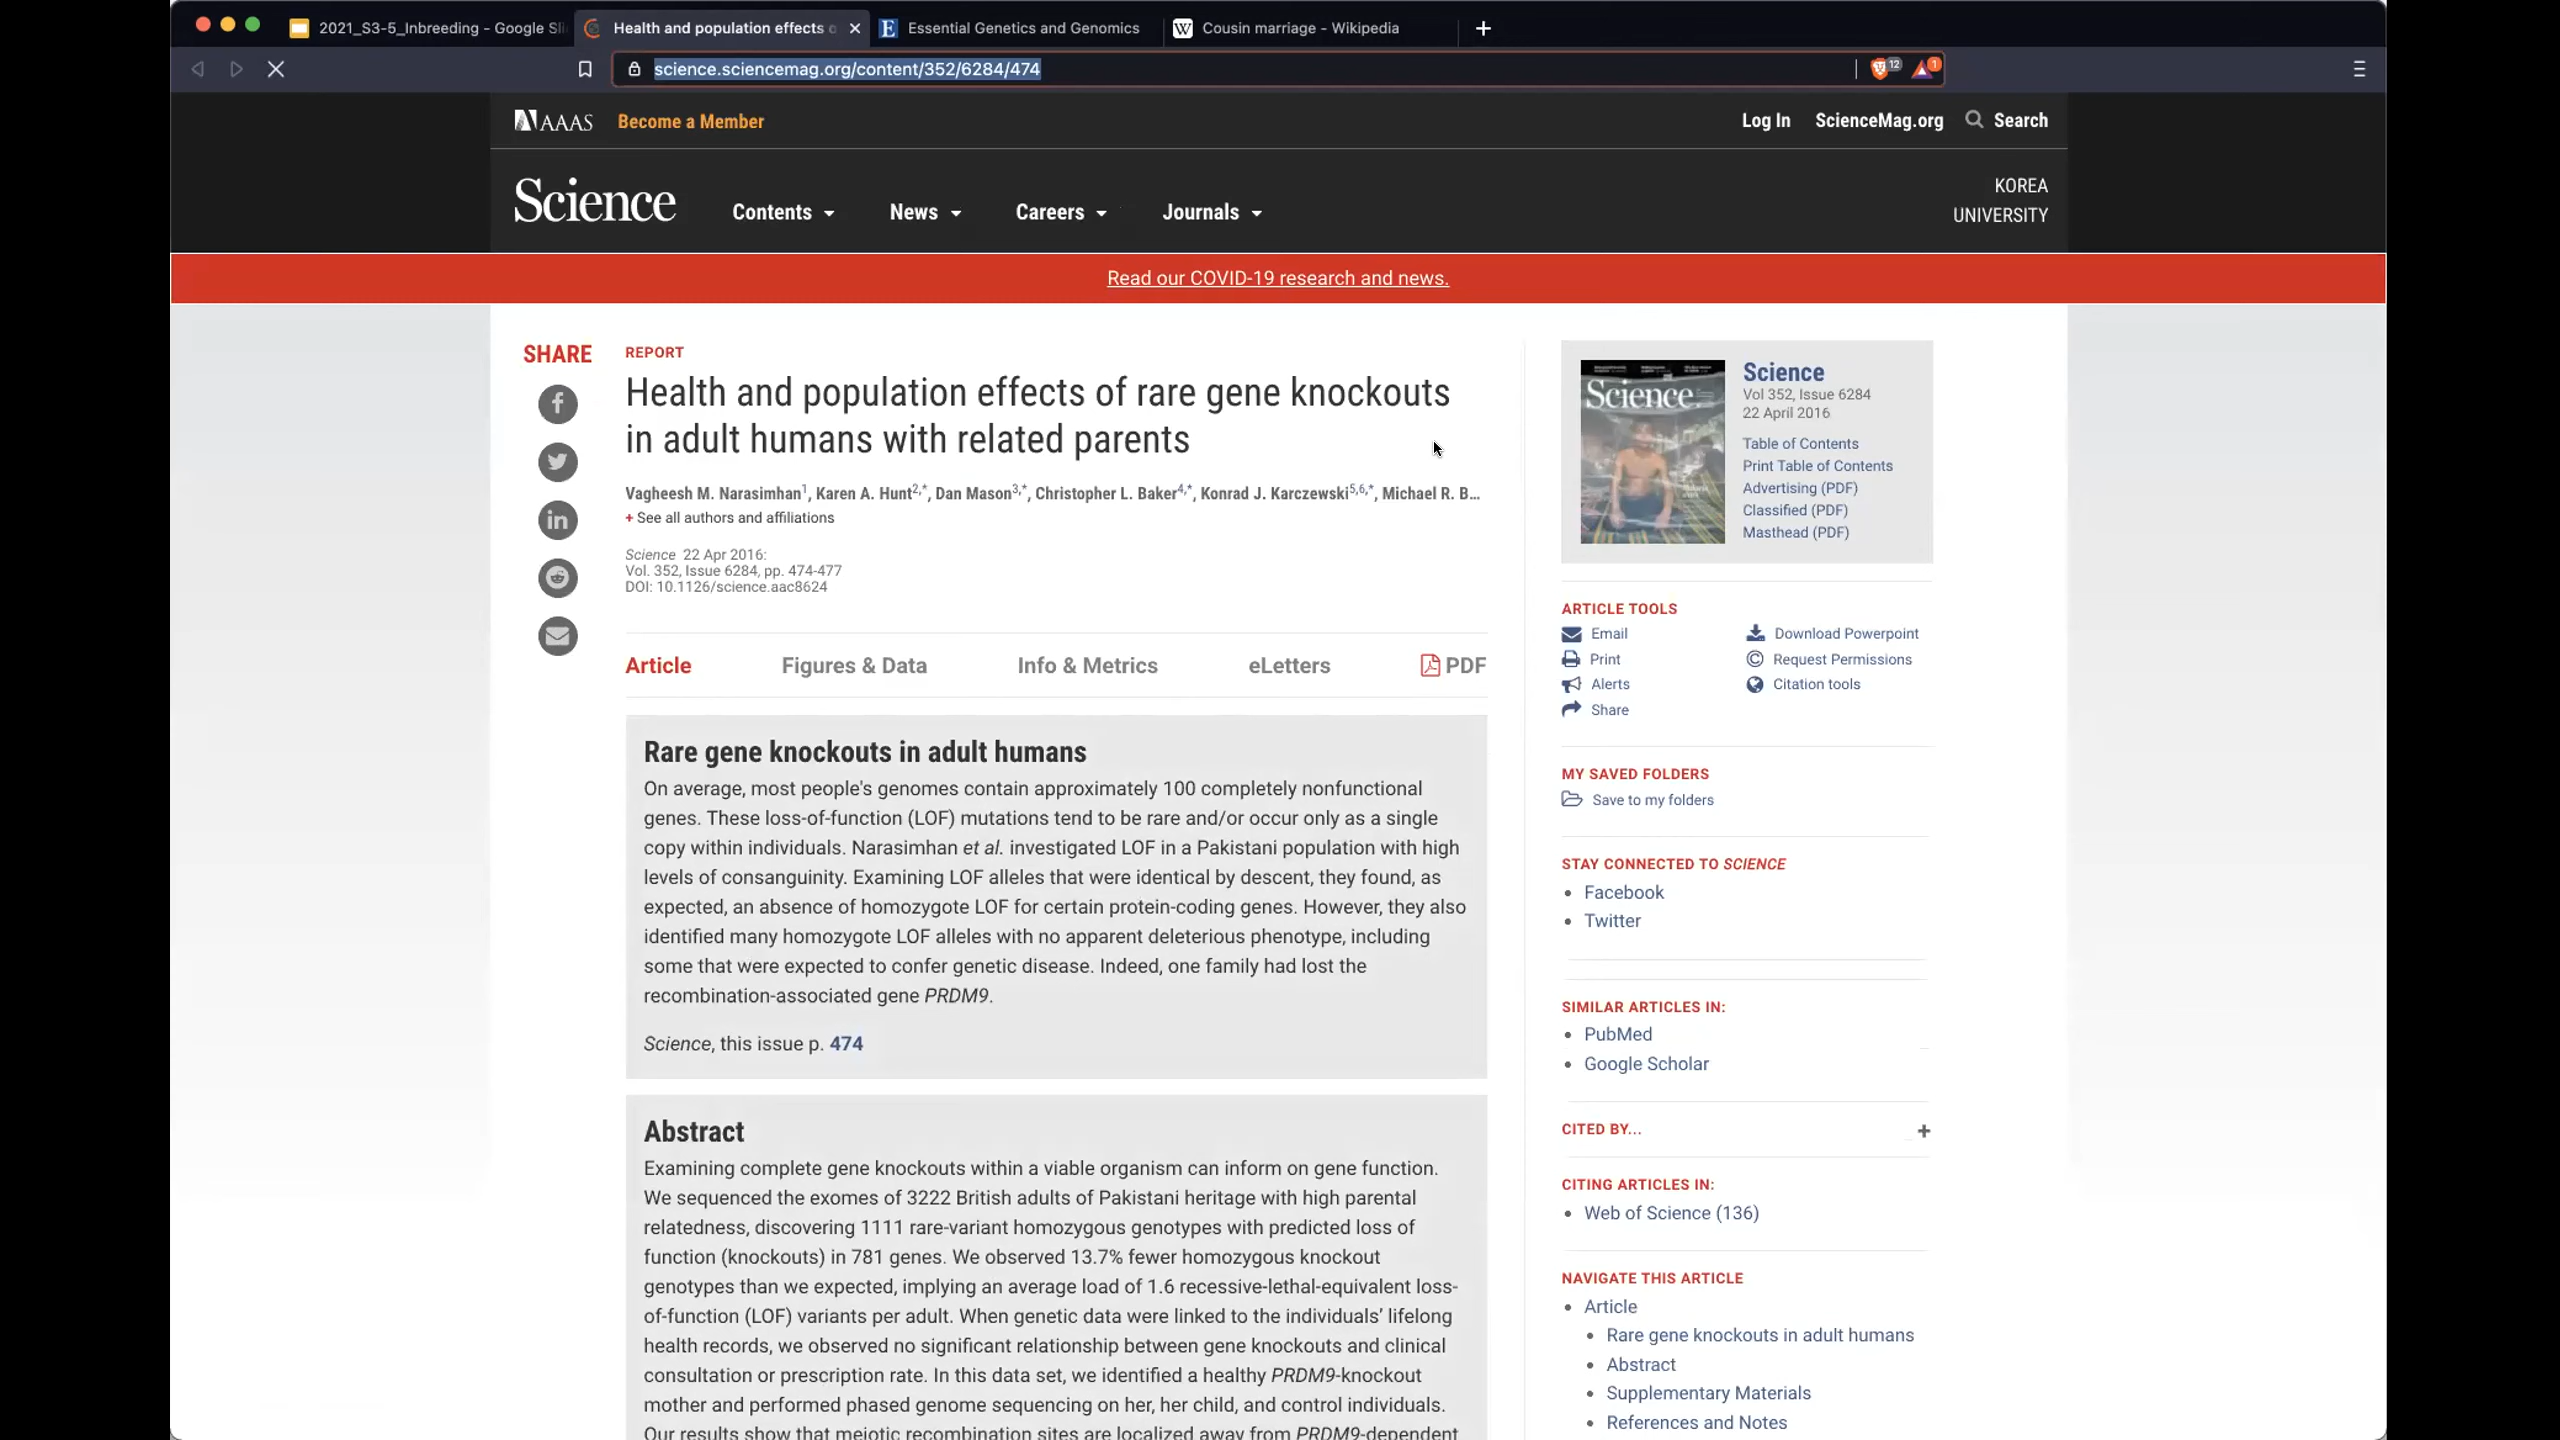 2021_S3-5_Inbreeding - Google Sli
Health and population effects o
Essential Genetics and Genomics
Cousin marriage - Wikipedia
science.sciencemag.org/content/352/6284/474
12
1
AAAS
Become a Member
Log In
ScienceMag.org
Search
Science
Contents
News
Careers
Journals
KOREA
UNIVERSITY
Read our COVID-19 research and news.
SHARE
REPORT
Health and population effects of rare gene knockouts
in adult humans with related parents
Vagheesh M. Narasimhan1, Karen A. Hunt2,*, Dan Mason3,*, Christopher L. Baker4,*, Konrad J. Karczewski5,6,*, Michael R. B...
+ See all authors and affiliations
Science 22 Apr 2016:
Vol. 352, Issue 6284, pp. 474-477
DOI: 10.1126/science.aac8624
Article
Figures & Data
Info & Metrics
eLetters
PDF
Rare gene knockouts in adult humans
On average, most people's genomes contain approximately 100 completely nonfunctional
genes. These loss-of-function (LOF) mutations tend to be rare and/or occur only as a single
copy within individuals. Narasimhan et al. investigated LOF in a Pakistani population with high
levels of consanguinity. Examining LOF alleles that were identical by descent, they found, as
expected, an absence of homozygote LOF for certain protein-coding genes. However, they also
identified many homozygote LOF alleles with no apparent deleterious phenotype, including
some that were expected to confer genetic disease. Indeed, one family had lost the
recombination-associated gene PRDM9.
Science, this issue p. 474
Abstract
Examining complete gene knockouts within a viable organism can inform on gene function.
We sequenced the exomes of 3222 British adults of Pakistani heritage with high parental
relatedness, discovering 1111 rare-variant homozygous genotypes with predicted loss of
function (knockouts) in 781 genes. We observed 13.7% fewer homozygous knockout
genotypes than we expected, implying an average load of 1.6 recessive-lethal-equivalent loss-
of-function (LOF) variants per adult. When genetic data were linked to the individuals' lifelong
health records, we observed no significant relationship between gene knockouts and clinical
consultation or prescription rate. In this data set, we identified a healthy PRDM9-knockout
mother and performed phased genome sequencing on her, her child, and control individuals.
Our results show that meiotic recombination sites are localized away from PRDM9-dependent
Science
Science
Vol 352, Issue 6284
22 April 2016
Table of Contents
Print Table of Contents
Advertising (PDF)
Classified (PDF)
Masthead (PDF)
ARTICLE TOOLS
Email
Download Powerpoint
Print
Request Permissions
Alerts
Citation tools
Share
MY SAVED FOLDERS
Save to my folders
STAY CONNECTED TO SCIENCE
Facebook
Twitter
SIMILAR ARTICLES IN:
PubMed
Google Scholar
CITED BY...
CITING ARTICLES IN:
Web of Science (136)
NAVIGATE THIS ARTICLE
Article
Rare gene knockouts in adult humans
Abstract
Supplementary Materials
References and Notes